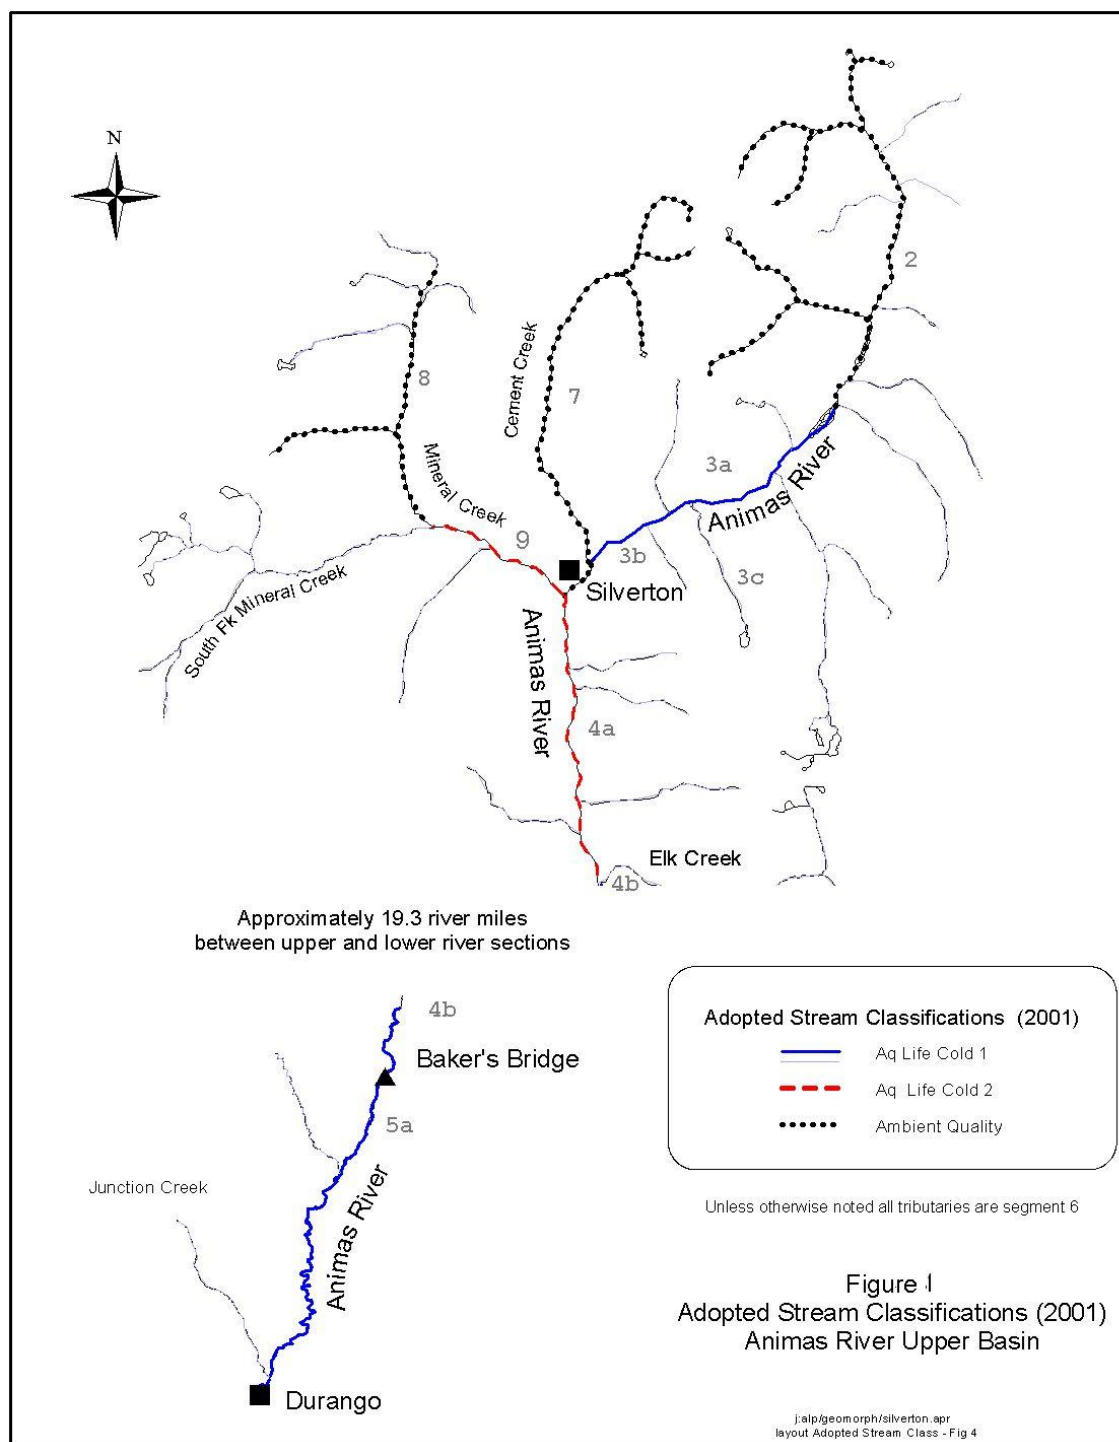 N
2
8
Cement Creek
7
Mineral Creek
3a
Animas River
9
3b
3c
Silverton
South Fk Mineral Creek
Animas River
4a
Elk Creek
4b
Approximately 19.3 river miles
between upper and lower river sections
4b
Baker's Bridge
5a
Junction Creek
Animas River
Durango
Adopted Stream Classifications (2001)
Aq Life Cold 1
Aq Life Cold 2
Ambient Quality
Unless otherwise noted all tributaries are segment 6
Figure 1
Adopted Stream Classifications (2001)
Animas River Upper Basin
j:alp/geomorph/silverton.apr
layout Adopted Stream Class - Fig 4